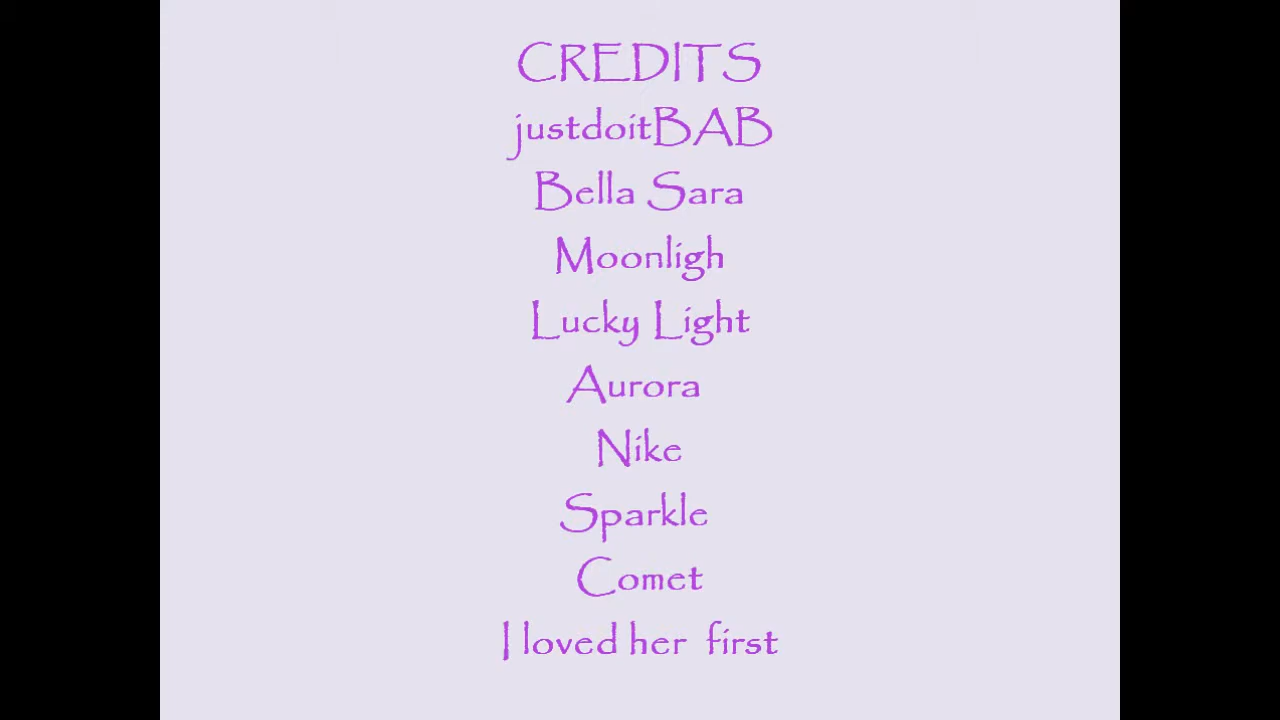 CREDITS
justdoitBAB
Bella Sara
Moonligh
Lucky Light
Aurora
Nike
Sparkle
Comet
I loved her first